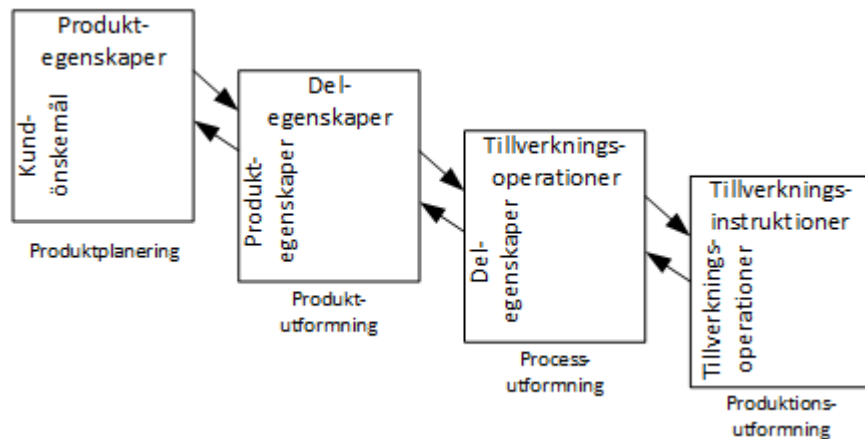 Produkt-
egenskaper
Kund-
önskemål
Produktplanering
Del-
egenskaper
Produkt-
egenskaper
Produkt-
utformning
Tillverknings-
operationer
Del-
egenskaper
Process-
utformning
Tillverknings-
instruktioner
Tillverknings-
operationer
Produktions-
utformning